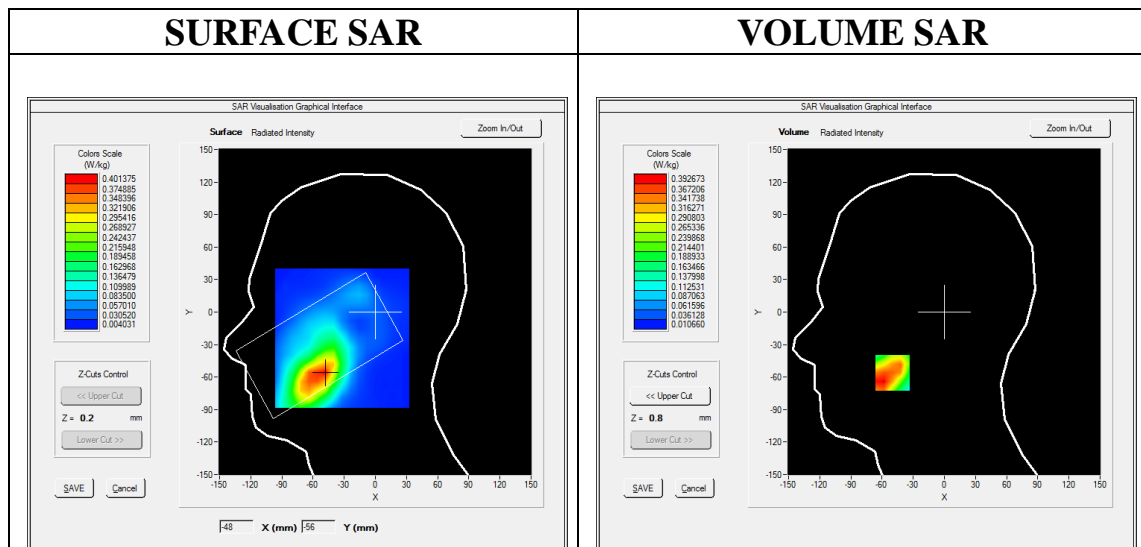 SURFACE SAR
VOLUME SAR
SAR Visualisation Graphical Interface
Surface Radiated Intensity
Zoom In/Out
Colors Scale
(W/kg)
0.401375
0.374885
0.348396
0.321906
0.295416
0.268927
0.242437
0.215948
0.189458
0.162968
0.136479
0.109989
0.083500
0.057010
0.030520
0.004031
150
120
90
60
30
0
-30
-60
-90
-120
-150
Y
-150 -120 -90 -60 -30 0 30 60 90 120 150
X
Z-Cuts Control
<< Upper Cut
Z = 0.2 mm
Lower Cut >>
SAVE Cancel
-48 X (mm) -56 Y (mm)
SAR Visualisation Graphical Interface
Volume Radiated Intensity
Zoom In/Out
Colors Scale
(W/kg)
0.392673
0.367206
0.341738
0.316271
0.290803
0.265336
0.239868
0.214401
0.188933
0.163466
0.137998
0.112531
0.087063
0.061596
0.036128
0.010660
150
120
90
60
30
0
-30
-60
-90
-120
-150
Y
-150 -120 -90 -60 -30 0 30 60 90 120 150
X
Z-Cuts Control
<< Upper Cut
Z = 0.8 mm
Lower Cut >>
SAVE Cancel